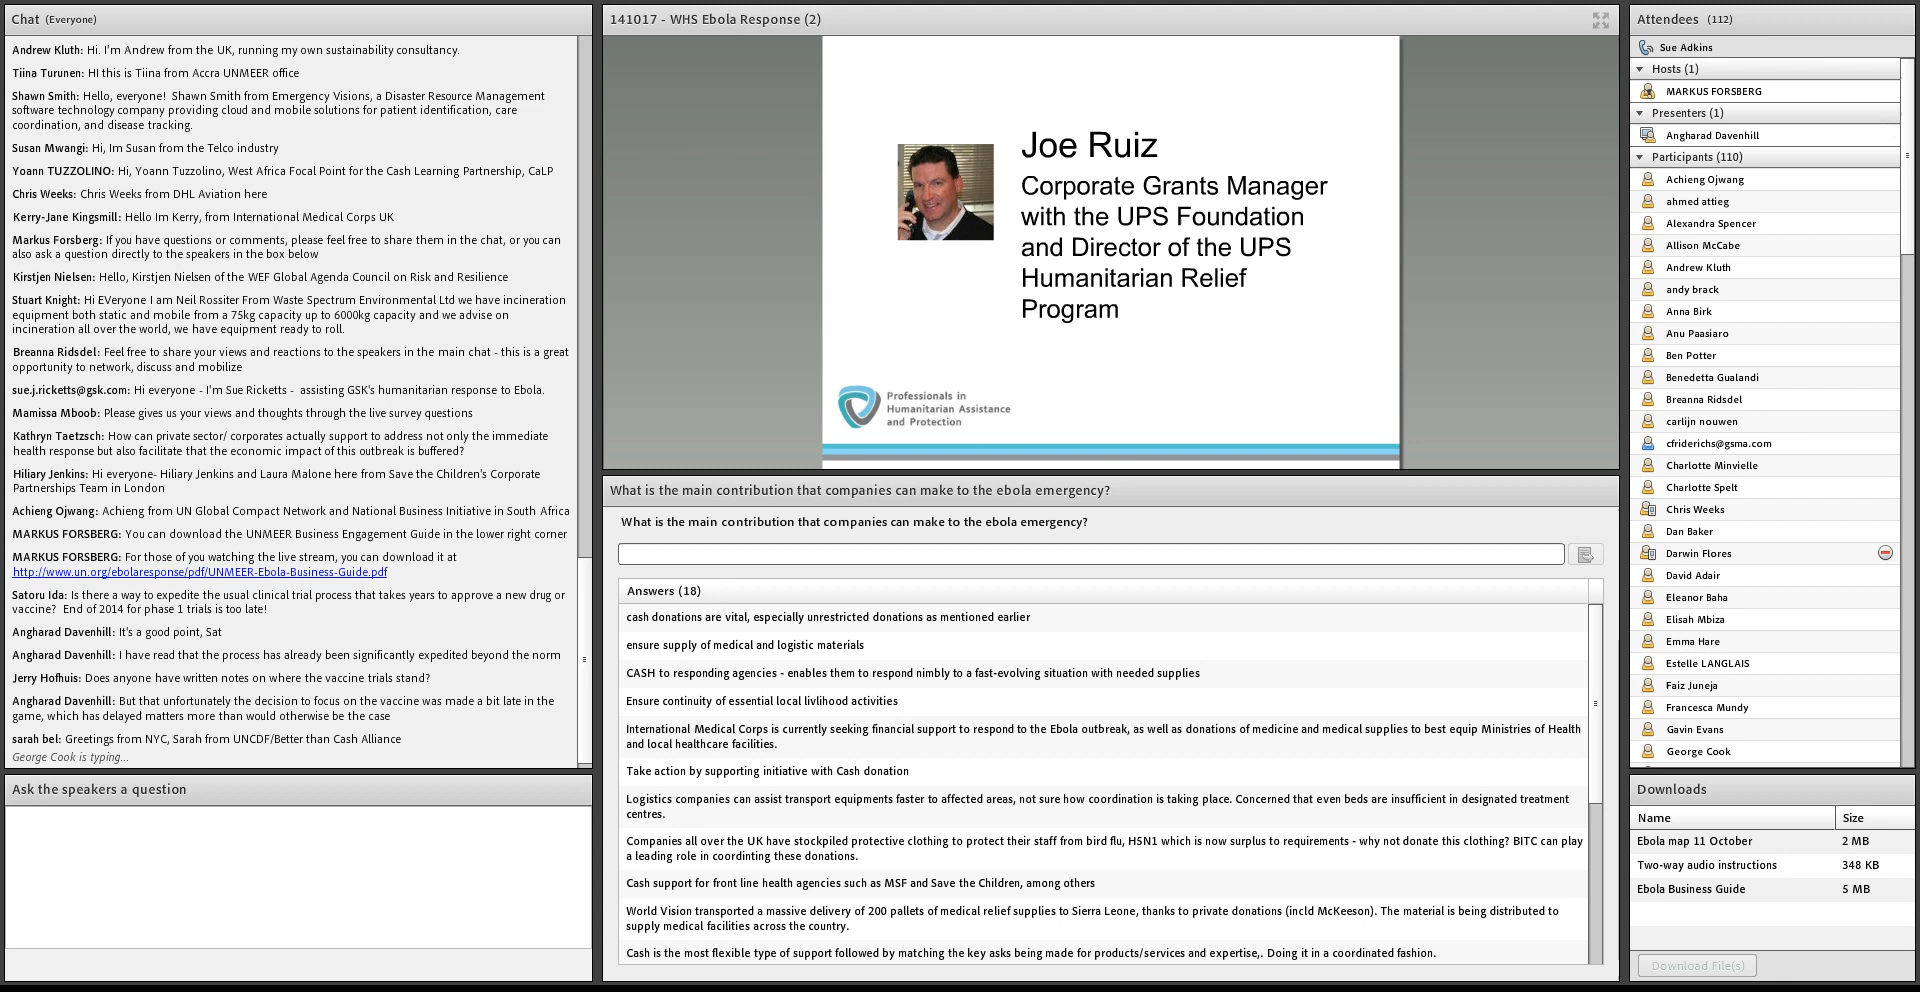 Chat (Everyone)
Andrew Kluth: Hi. I'm Andrew from the UK, running my own sustainability consultancy.
Tiina Turunen: HI this is Tiina from Accra UNMEER office
Shawn Smith: Hello, everyone!  Shawn Smith from Emergency Visions, a Disaster Resource Management
software technology company providing cloud and mobile solutions for patient identification, care
coordination, and disease tracking.
Susan Mwangi: Hi, Im Susan from the Telco industry
Yoann TUZZOLINO: Hi, Yoann Tuzzolino, West Africa Focal Point for the Cash Learning Partnership, CaLP
Chris Weeks: Chris Weeks from DHL Aviation here
Kerry-Jane Kingsmill: Hello Im Kerry, from International Medical Corps UK
Markus Forsberg: If you have questions or comments, please feel free to share them in the chat, or you can
also ask a question directly to the speakers in the box below
Kirstjen Nielsen: Hello, Kirstjen Nielsen of the WEF Global Agenda Council on Risk and Resilience
Stuart Knight: Hi EVeryone I am Neil Rossiter From Waste Spectrum Environmental Ltd we have incineration
equipment both static and mobile from a 75kg capacity up to 6000kg capacity and we advise on
incineration all over the world, we have equipment ready to roll.
Breanna Ridsdel: Feel free to share your views and reactions to the speakers in the main chat - this is a great
opportunity to network, discuss and mobilize
sue.j.ricketts@gsk.com: Hi everyone - I'm Sue Ricketts -  assisting GSK's humanitarian response to Ebola.
Mamissa Mboob: Please gives us your views and thoughts through the live survey questions
Kathryn Taetzsch: How can private sector/ corporates actually support to address not only the immediate
health response but also facilitate that the economic impact of this outbreak is buffered?
Hiliary Jenkins: Hi everyone- Hiliary Jenkins and Laura Malone here from Save the Children's Corporate
Partnerships Team in London
Achieng Ojwang: Achieng from UN Global Compact Network and National Business Initiative in South Africa
MARKUS FORSBERG: You can download the UNMEER Business Engagement Guide in the lower right corner
MARKUS FORSBERG: For those of you watching the live stream, you can download it at
http://www.un.org/ebolaresponse/pdf/UNMEER-Ebola-Business-Guide.pdf
Satoru Ida: Is there a way to expedite the usual clinical trial process that takes years to approve a new drug or
vaccine?  End of 2014 for phase 1 trials is too late!
Angharad Davenhill: It's a good point, Sat
Angharad Davenhill: I have read that the process has already been significantly expedited beyond the norm
Jerry Hofhuis: Does anyone have written notes on where the vaccine trials stand?
Angharad Davenhill: But that unfortunately the decision to focus on the vaccine was made a bit late in the
game, which has delayed matters more than would otherwise be the case
sarah bel: Greetings from NYC, Sarah from UNCDF/Better than Cash Alliance
George Cook is typing...
Ask the speakers a question
141017 - WHS Ebola Response (2)
Joe Ruiz
Corporate Grants Manager
with the UPS Foundation
and Director of the UPS
Humanitarian Relief
Program
Professionals in
Humanitarian Assistance
and Protection
What is the main contribution that companies can make to the ebola emergency?
What is the main contribution that companies can make to the ebola emergency?
Answers (18)
cash donations are vital, especially unrestricted donations as mentioned earlier
ensure supply of medical and logistic materials
CASH to responding agencies - enables them to respond nimbly to a fast-evolving situation with needed supplies
Ensure continuity of essential local livlihood activities
International Medical Corps is currently seeking financial support to respond to the Ebola outbreak, as well as donations of medicine and medical supplies to best equip Ministries of Health
and local healthcare facilities.
Take action by supporting initiative with Cash donation
Logistics companies can assist transport equipments faster to affected areas, not sure how coordination is taking place. Concerned that even beds are insufficient in designated treatment
centres.
Companies all over the UK have stockpiled protective clothing to protect their staff from bird flu, H5N1 which is now surplus to requirements - why not donate this clothing? BITC can play
a leading role in coordinting these donations.
Cash support for front line health agencies such as MSF and Save the Children, among others
World Vision transported a massive delivery of 200 pallets of medical relief supplies to Sierra Leone, thanks to private donations (incld McKeeson). The material is being distributed to
supply medical facilities across the country.
Cash is the most flexible type of support followed by matching the key asks being made for products/services and expertise,. Doing it in a coordinated fashion.
Attendees (112)
Sue Adkins
Hosts (1)
MARKUS FORSBERG
Presenters (1)
Angharad Davenhill
Participants (110)
Achieng Ojwang
ahmed attieg
Alexandra Spencer
Allison McCabe
Andrew Kluth
andy brack
Anna Birk
Anu Paasiaro
Ben Potter
Benedetta Gualandi
Breanna Ridsdel
carlijn nouwen
cfriderichs@gsma.com
Charlotte Minvielle
Charlotte Spelt
Chris Weeks
Dan Baker
Darwin Flores
David Adair
Eleanor Baha
Elisah Mbiza
Emma Hare
Estelle LANGLAIS
Faiz Juneja
Francesca Mundy
Gavin Evans
George Cook
Downloads
Name Size
Ebola map 11 October 2 MB
Two-way audio instructions 348 KB
Ebola Business Guide 5 MB
Download File(s)